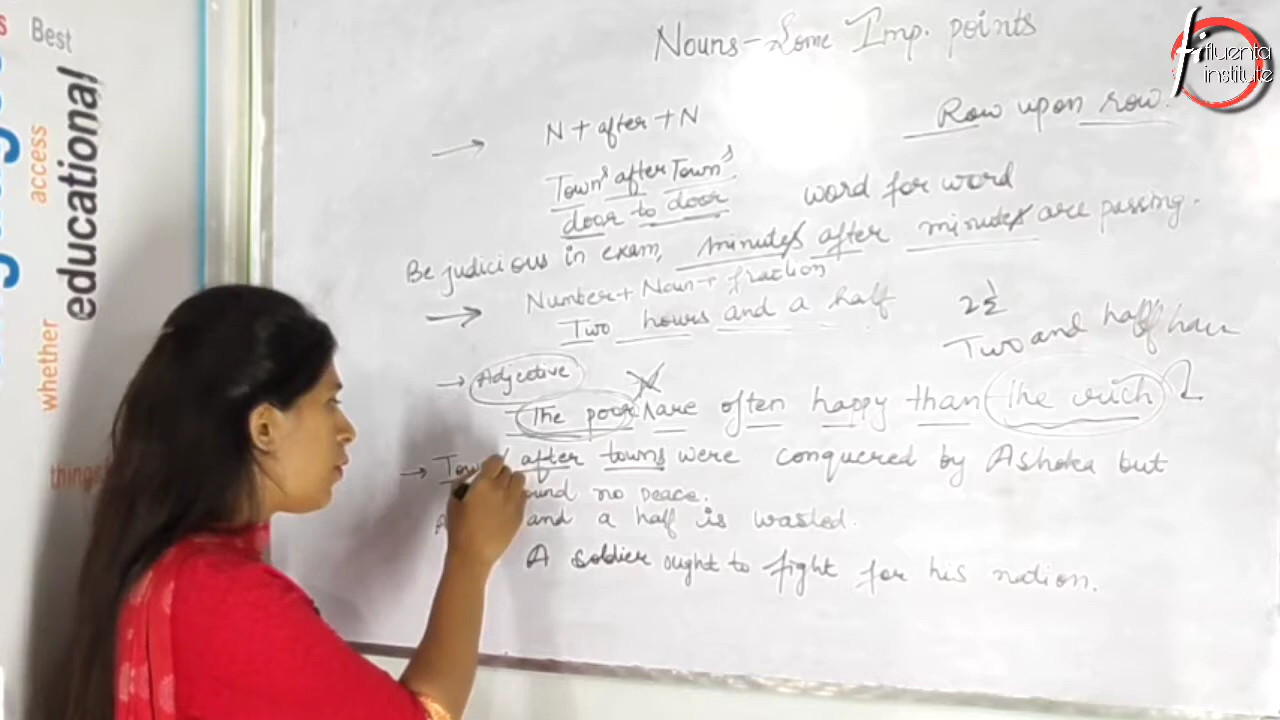 Best
access
educational
whether
things
Nouns - Some Imp. points
fifluenta
institute
N + after + N
Row upon row.
Town's after Town's
door to door
word for word
Be judicious in exam, minutes after minutes are passing.
Number + Noun + fraction
Two hours and a half
2½
Two and half hour
Adjective
The poor are often happy than the rich
Towns after towns were conquered by Ashoka but
found no peace.
and a half is wasted.
A soldier ought to fight for his nation.